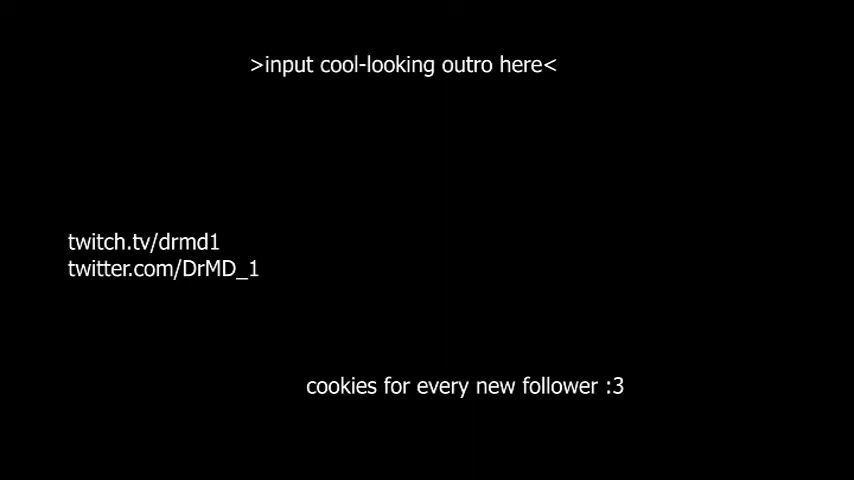 >input cool-looking outro here<
twitch.tv/drmd1
twitter.com/DrMD_1
cookies for every new follower :3